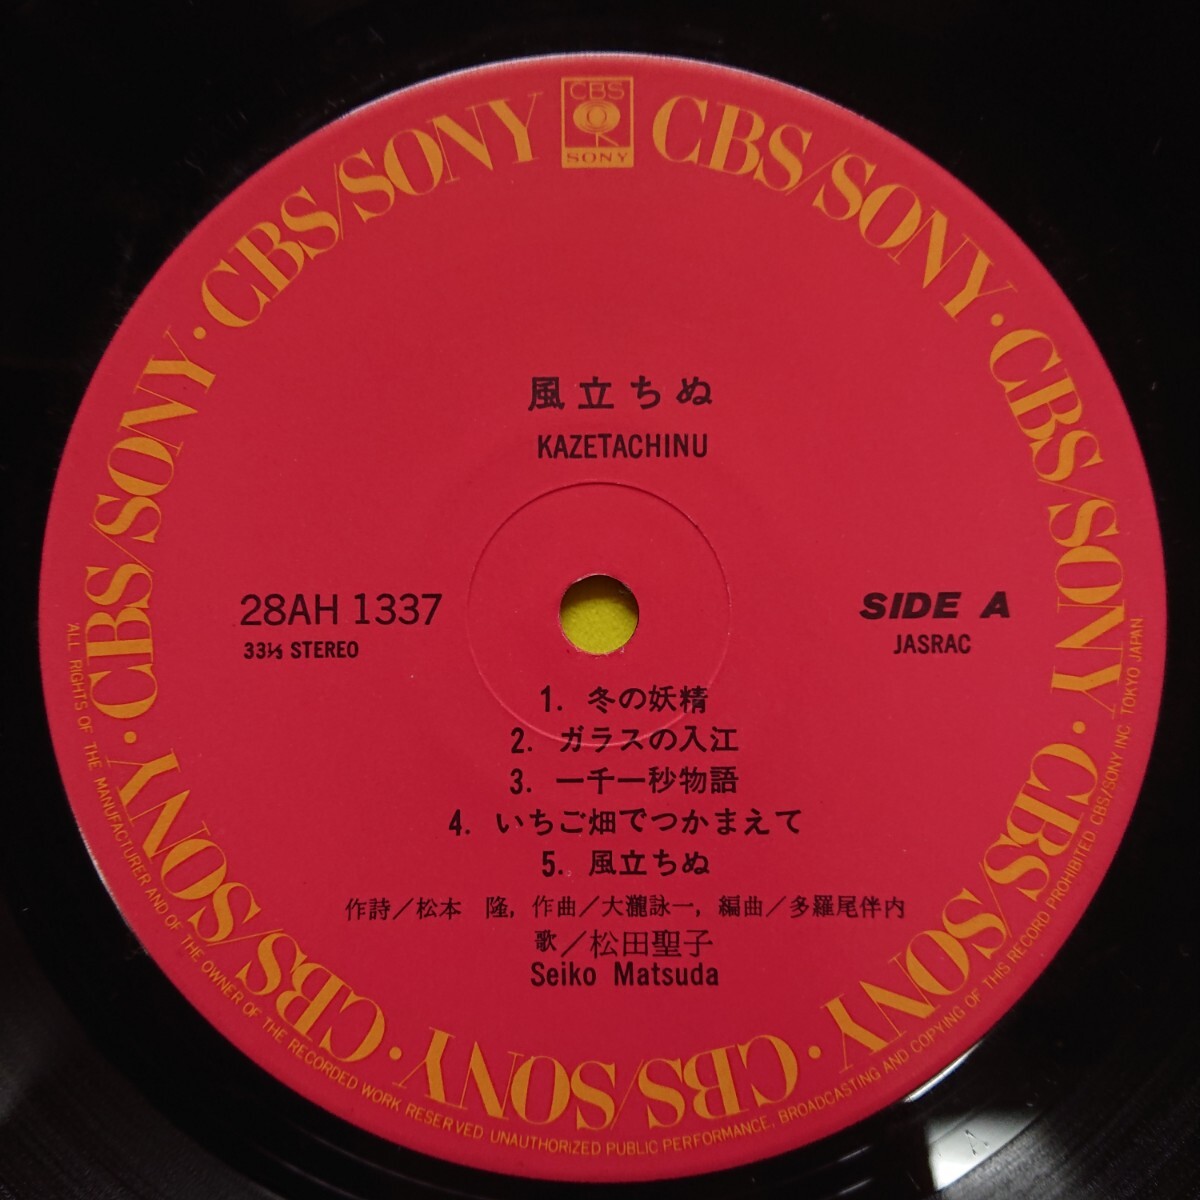 CBS
SONY
CBS/SONY · CBS/SONY · CBS/SONY · CBS/SONY · CBS/SONY · CBS/SONY · CBS/SONY · CBS/SONY
風立ちぬ
KAZETACHINU
28AH 1337
33⅓ STEREO
SIDE A
JASRAC
1. 冬の妖精
2. ガラスの入江
3. 一千一秒物語
4. いちご畑でつかまえて
5. 風立ちぬ
作詩／松本 隆, 作曲／大瀧詠一, 編曲／多羅尾伴内
歌／松田聖子
Seiko Matsuda
ALL RIGHTS OF THE MANUFACTURER AND OF THE OWNER OF THE RECORDED WORK RESERVED UNAUTHORIZED PUBLIC PERFORMANCE, BROADCASTING AND COPYING OF THIS RECORD PROHIBITED CBS/SONY INC. TOKYO JAPAN